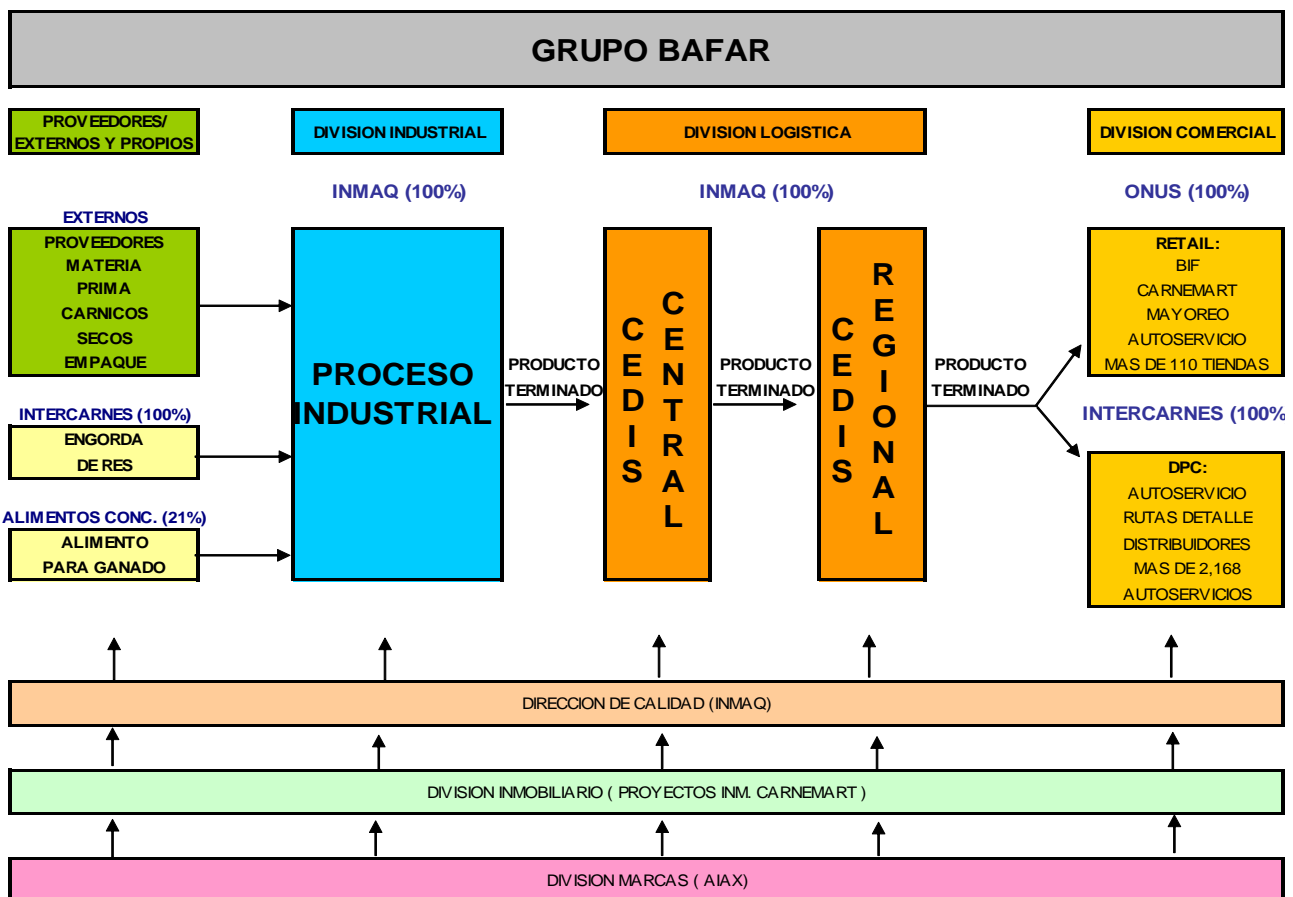 GRUPO BAFAR
PROVEEDORES/
EXTERNOS Y PROPIOS
DIVISION INDUSTRIAL
DIVISION LOGISTICA
DIVISION COMERCIAL
INMAQ (100%)
INMAQ (100%)
ONUS (100%)
EXTERNOS
PROVEEDORES
MATERIA
PRIMA
CARNICOS
SECOS
EMPAQUE
INTERCARNES (100%)
ENGORDA
DE RES
ALIMENTOS CONC. (21%)
ALIMENTO
PARA GANADO
PROCESO
INDUSTRIAL
PRODUCTO
TERMINADO
CEDIS
CENTRAL
PRODUCTO
TERMINADO
CEDIS
REGIONAL
PRODUCTO
TERMINADO
RETAIL:
BIF
CARNEMART
MAYOREO
AUTOSERVICIO
MAS DE 110 TIENDAS
INTERCARNES (100%
DPC:
AUTOSERVICIO
RUTAS DETALLE
DISTRIBUIDORES
MAS DE 2,168
AUTOSERVICIOS
DIRECCION DE CALIDAD (INMAQ)
DIVISION INMOBILIARIO ( PROYECTOS INM. CARNEMART )
DIVISION MARCAS ( AIAX)